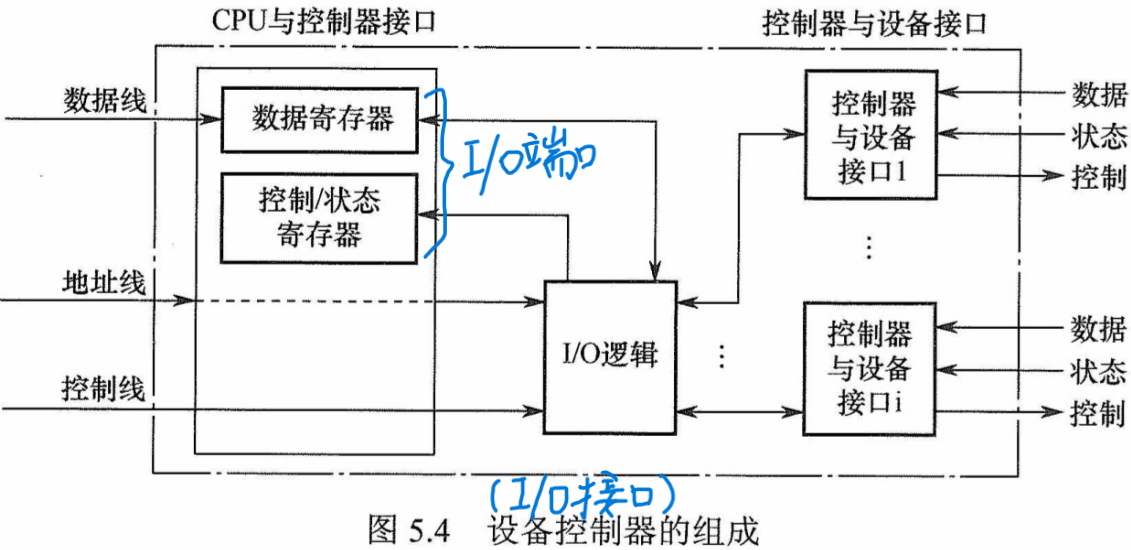 CPU与控制器接口
控制器与设备接口
数据线
数据寄存器
I/O端口
控制/状态
寄存器
地址线
控制线
I/O逻辑
控制器
与设备
接口1
数据
状态
控制
⋮
⋮
控制器
与设备
接口i
数据
状态
控制
(I/O接口)
图 5.4 设备控制器的组成